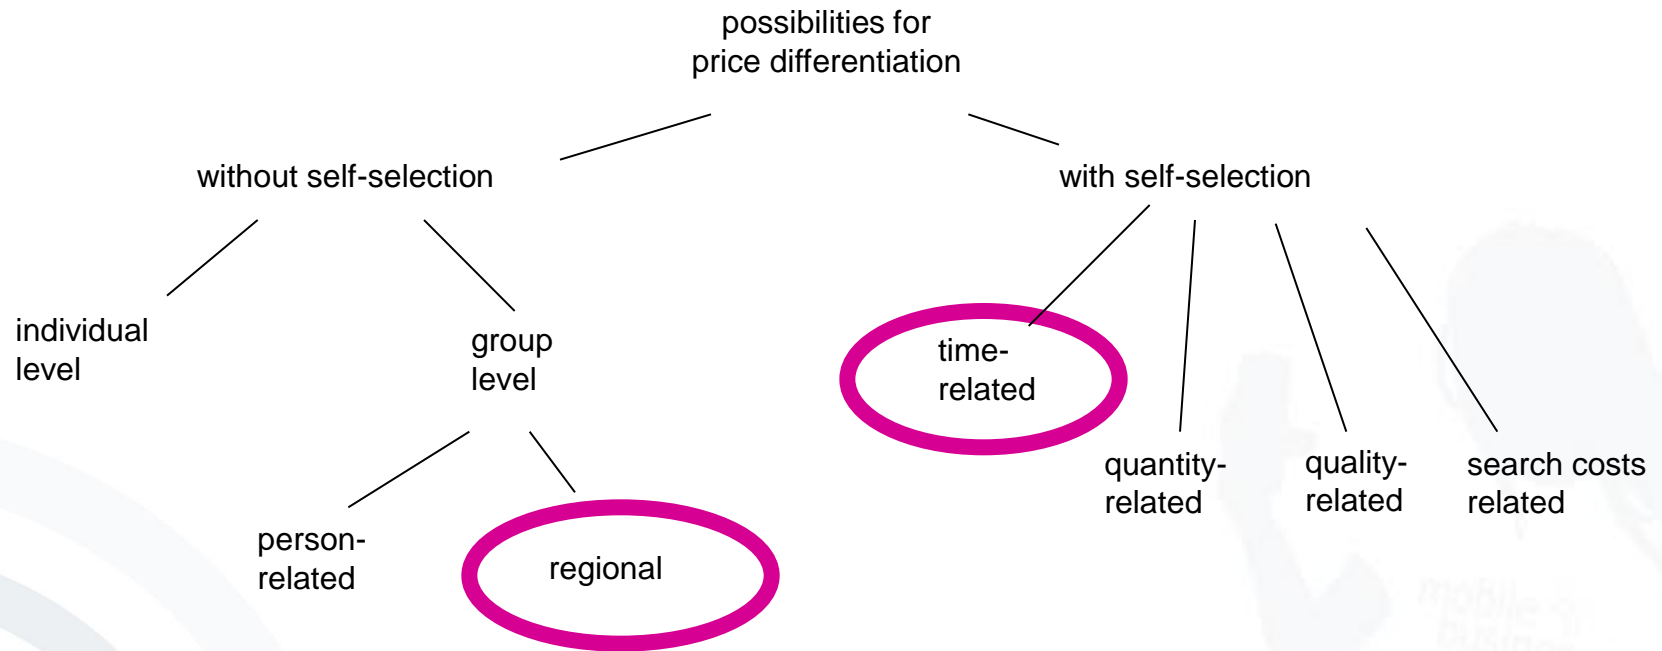 possibilities for
price differentiation
without self-selection
with self-selection
individual
level
group
level
time-
related
quantity-
related
quality-
related
search costs
related
person-
related
regional
mobile